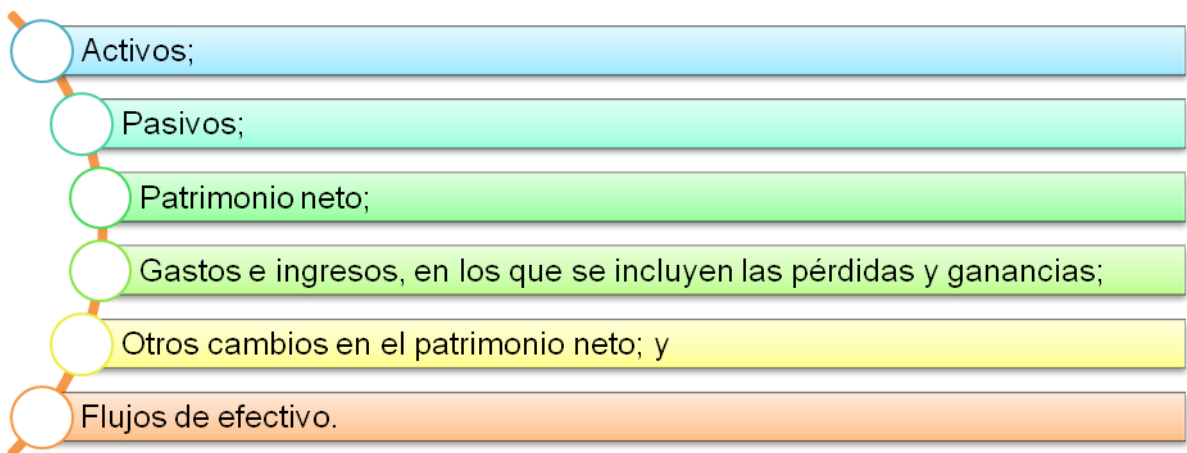 Activos;
Pasivos;
Patrimonio neto;
Gastos e ingresos, en los que se incluyen las pérdidas y ganancias;
Otros cambios en el patrimonio neto; y
Flujos de efectivo.